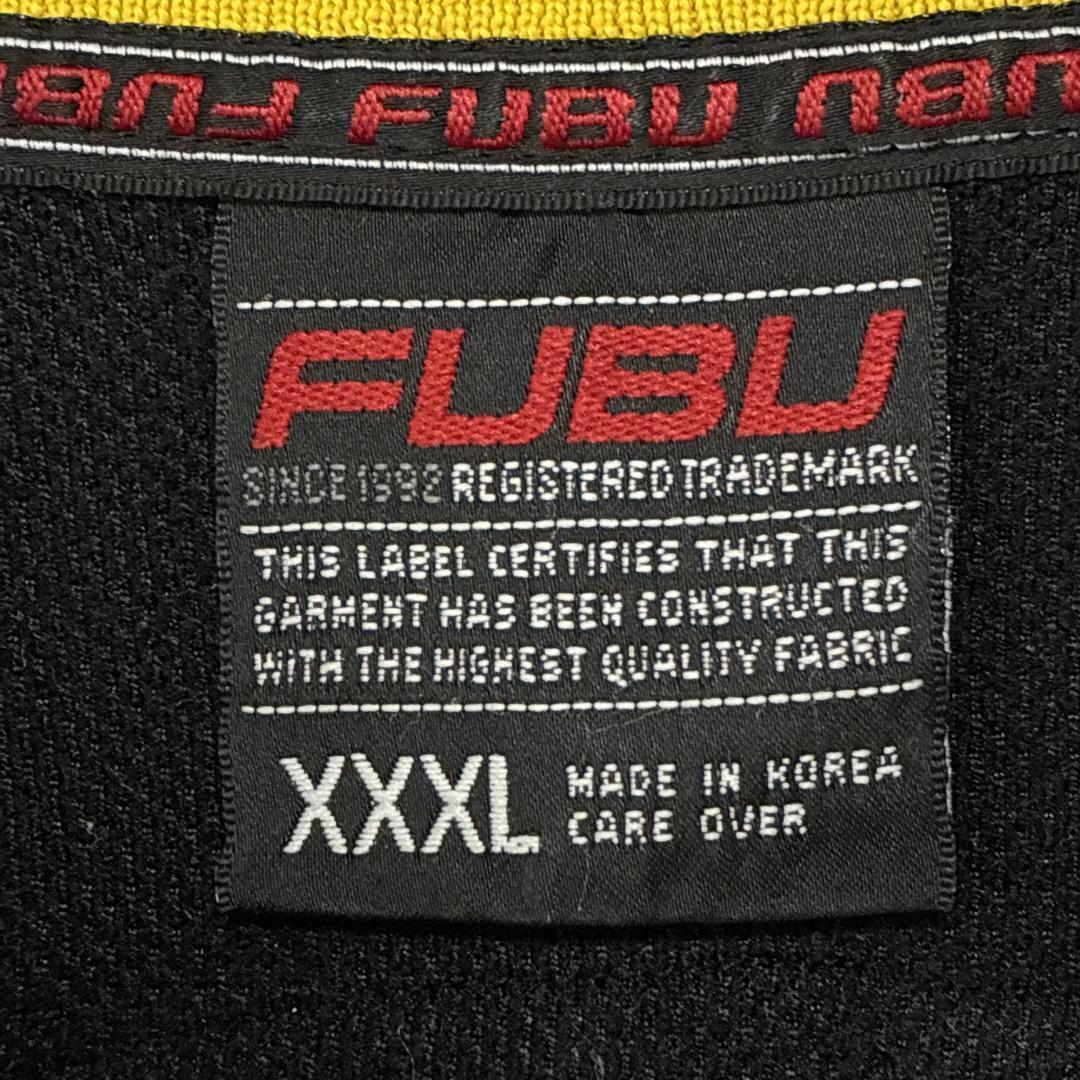 FUBU FUBU FUBU
FUBU
SINCE 1992 REGISTERED TRADEMARK
THIS LABEL CERTIFIES THAT THIS
GARMENT HAS BEEN CONSTRUCTED
WITH THE HIGHEST QUALITY FABRIC
XXXL MADE IN KOREA
CARE OVER